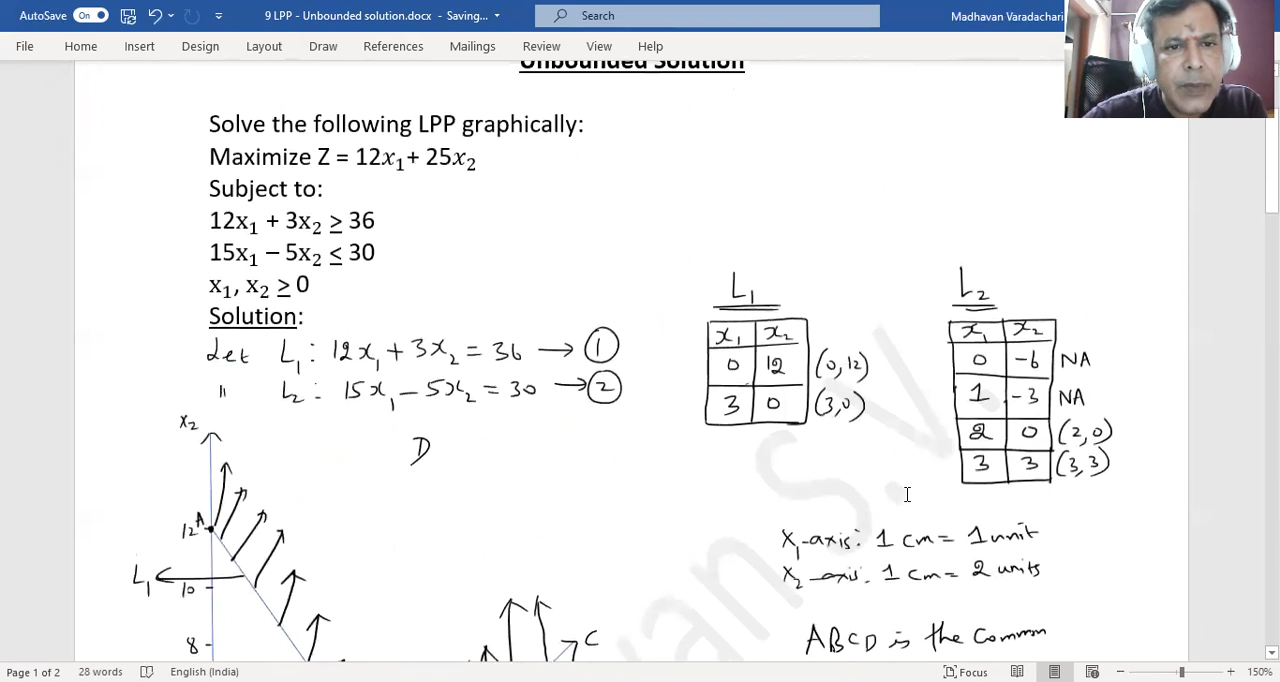 AutoSave On 9 LPP - Unbounded solution.docx - Saving... Search Madhavan Varadachari
File Home Insert Design Layout Draw References Mailings Review View Help
Unbounded Solution
Solve the following LPP graphically:
Maximize Z = 12x₁+ 25x₂
Subject to:
12x₁ + 3x₂ ≥ 36
15x₁ − 5x₂ ≤ 30
x₁, x₂ ≥ 0
Solution:
Let L₁ : 12x₁ + 3x₂ = 36 → ①
" L₂ : 15x₁ − 5x₂ = 30 → ②
L₁
x₁ x₂
0 12 (0,12)
3 0 (3,0)
L₂
x₁ x₂
0 -6 NA
1 -3 NA
2 0 (2,0)
3 3 (3,3)
x₂
D
12 A
L₁
10
8
C
X₁-axis: 1 cm = 1 unit
X₂-axis: 1 cm = 2 units
ABCD is the common
van S.V.
Page 1 of 2 28 words English (India) Focus 150%